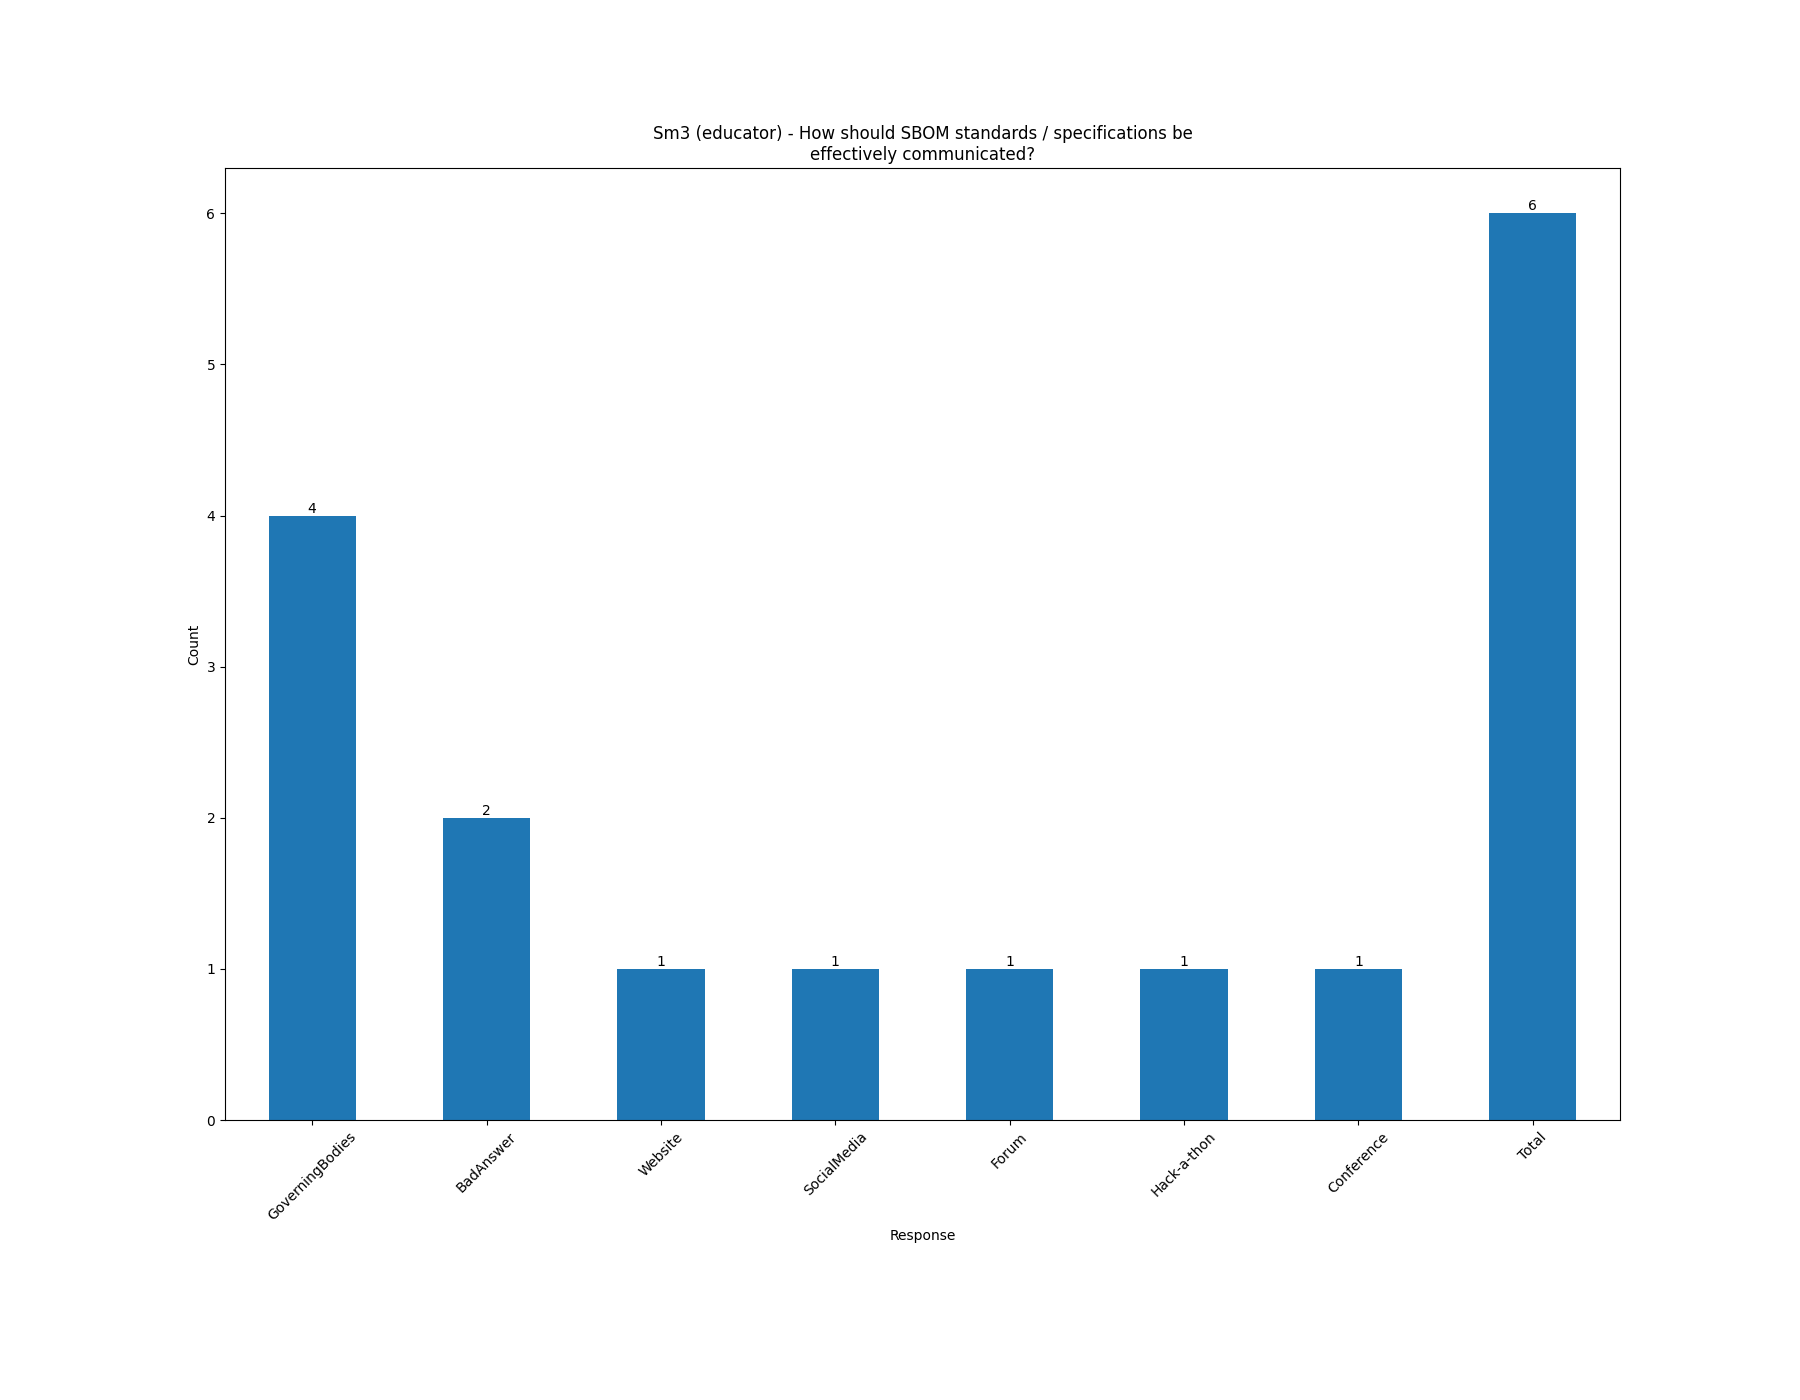 Sm3 (educator) - How should SBOM standards / specifications be
effectively communicated?
6
5
4
3
2
1
0
Count
4
2
1
1
1
1
1
6
GoverningBodies
BadAnswer
Website
SocialMedia
Forum
Hack-a-thon
Conference
Total
Response